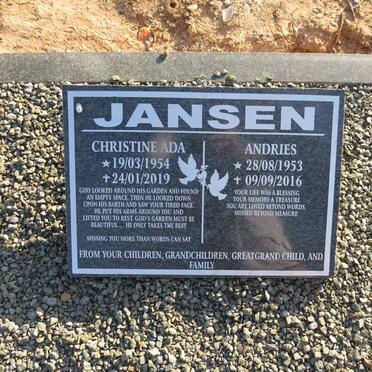 JANSEN
CHRISTINE ADA
★19/03/1954
✝24/01/2019
GOD LOOKED AROUND HIS GARDEN AND FOUND
AN EMPTY SPACE, THEN HE LOOKED DOWN
UPON HIS EARTH AND SAW YOUR TIRED FACE.
HE PUT HIS ARMS AROUND YOU AND
LIFTED YOU TO REST. GOD'S GARDEN MUST BE
BEAUTIFUL... HE ONLY TAKES THE BEST
MISSING YOU MORE THAN WORDS CAN SAY
ANDRIES
★28/08/1953
✝09/09/2016
YOUR LIFE WAS A BLESSING
YOUR MEMORY A TREASURE
YOU ARE LOVED BEYOND WORDS,
MISSED BEYOND MEASURE
FROM YOUR CHILDREN, GRANDCHILDREN, GREATGRAND CHILD, AND
FAMILY